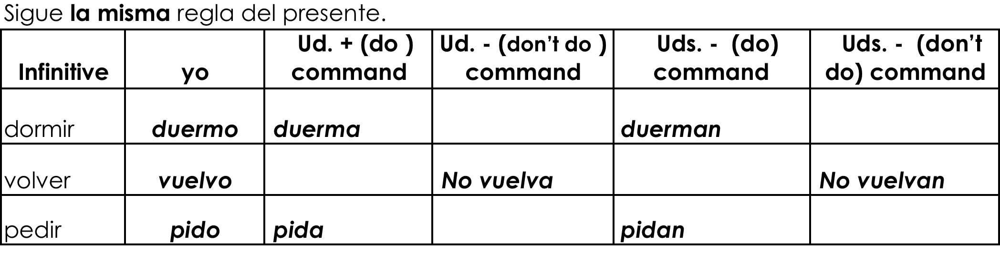 Sigue la misma regla del presente.
Infinitive yo Ud. + (do ) command Ud. - (don't do ) command Uds. - (do) command Uds. - (don't do) command
dormir duermo duerma duerman
volver vuelvo No vuelva No vuelvan
pedir pido pida pidan